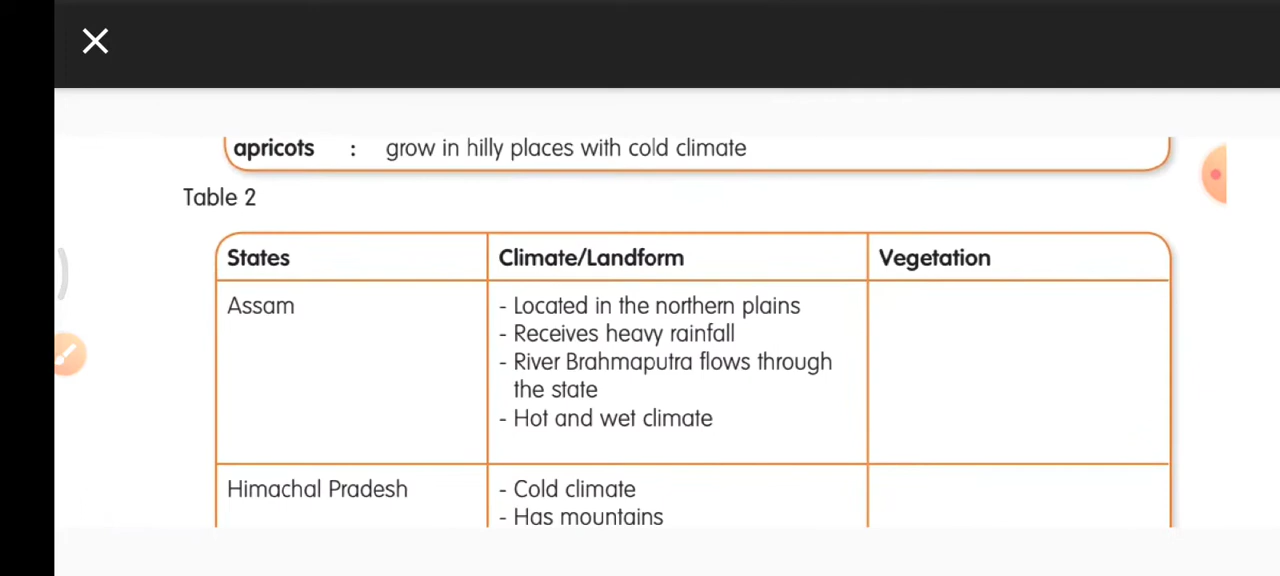 apricots : grow in hilly places with cold climate
Table 2
States Climate/Landform Vegetation
Assam - Located in the northern plains
- Receives heavy rainfall
- River Brahmaputra flows through
the state
- Hot and wet climate
Himachal Pradesh - Cold climate
- Has mountains